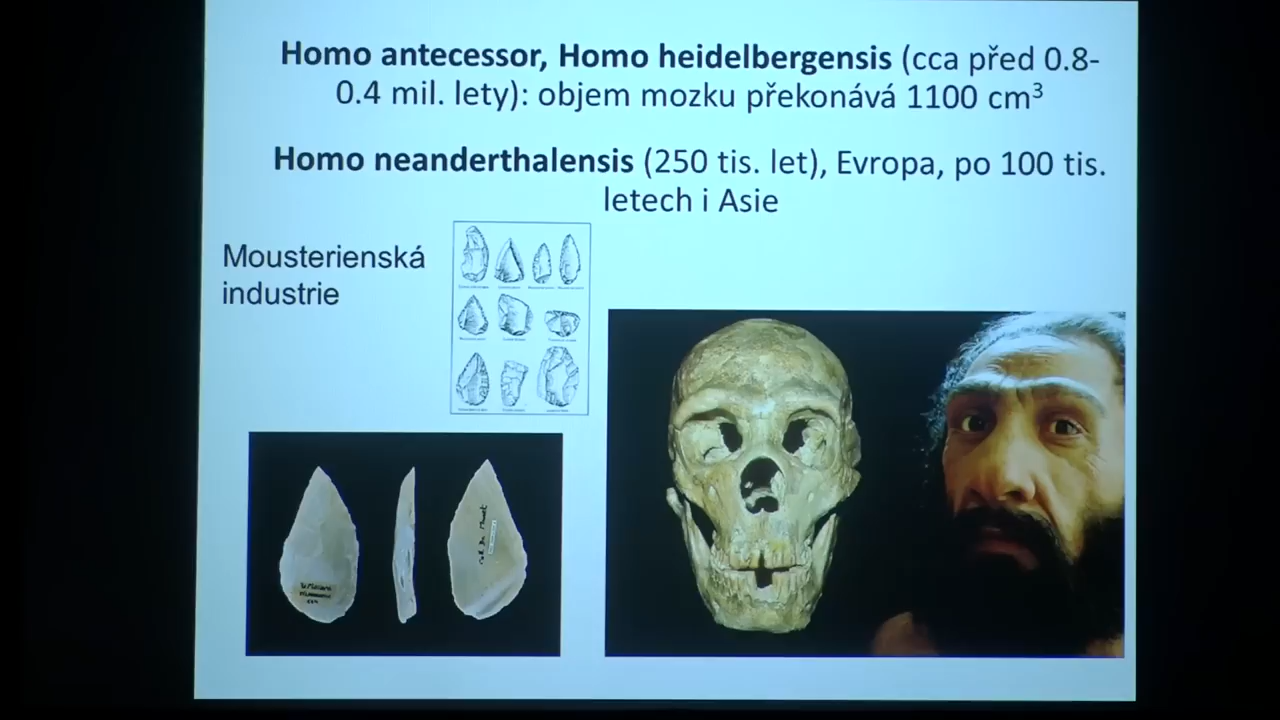 Homo antecessor, Homo heidelbergensis (cca před 0.8-
0.4 mil. lety): objem mozku překonává 1100 cm³
Homo neanderthalensis (250 tis. let), Evropa, po 100 tis.
letech i Asie
Mousterienská
industrie